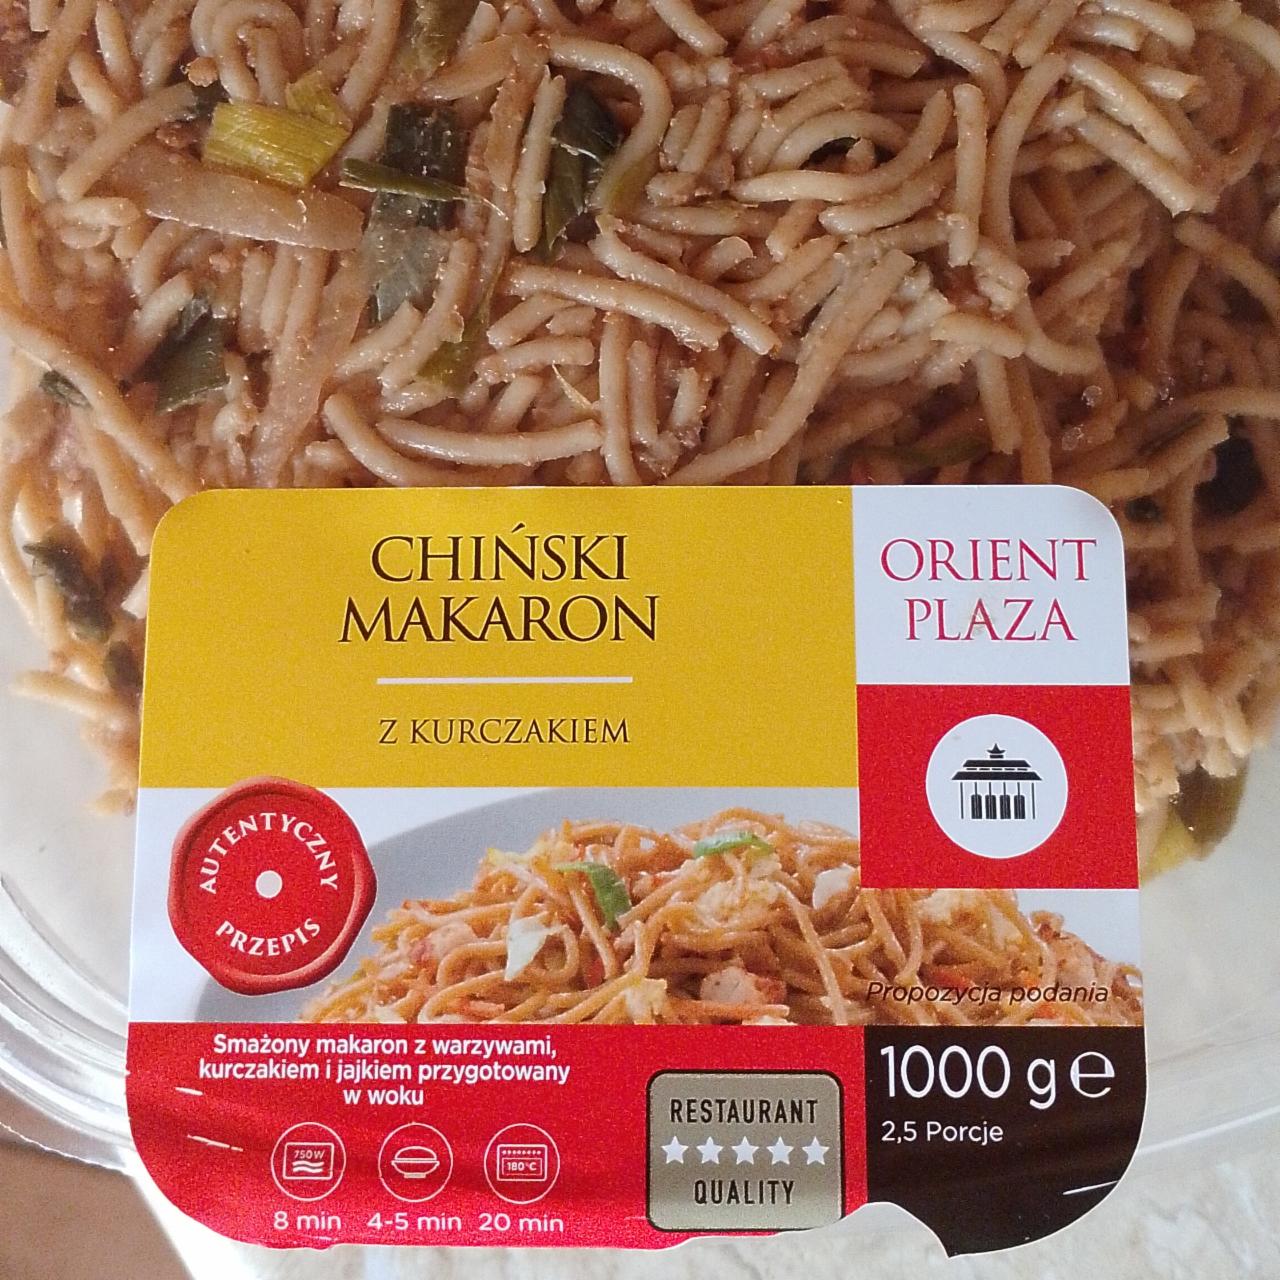 CHIŃSKI
MAKARON
Z KURCZAKIEM
ORIENT
PLAZA
AUTENTYCZNY
PRZEPIS
Propozycja podania
Smażony makaron z warzywami,
kurczakiem i jajkiem przygotowany
w woku
750W
180°C
8 min 4-5 min 20 min
RESTAURANT
QUALITY
1000 g e
2,5 Porcje